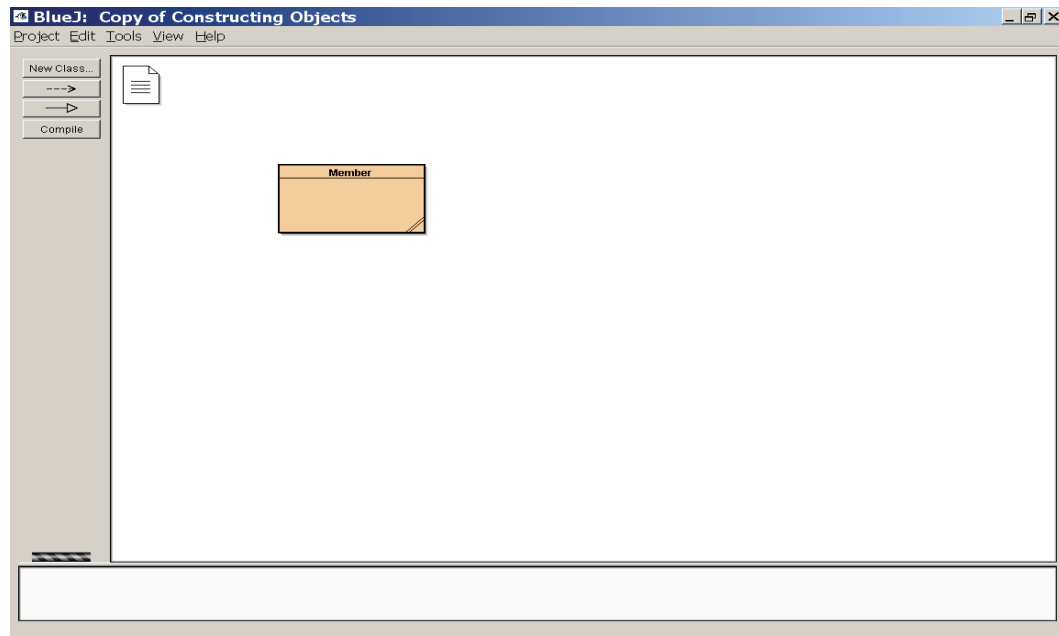 BlueJ: Copy of Constructing Objects
Project Edit Tools View Help
New Class...
Compile
Member